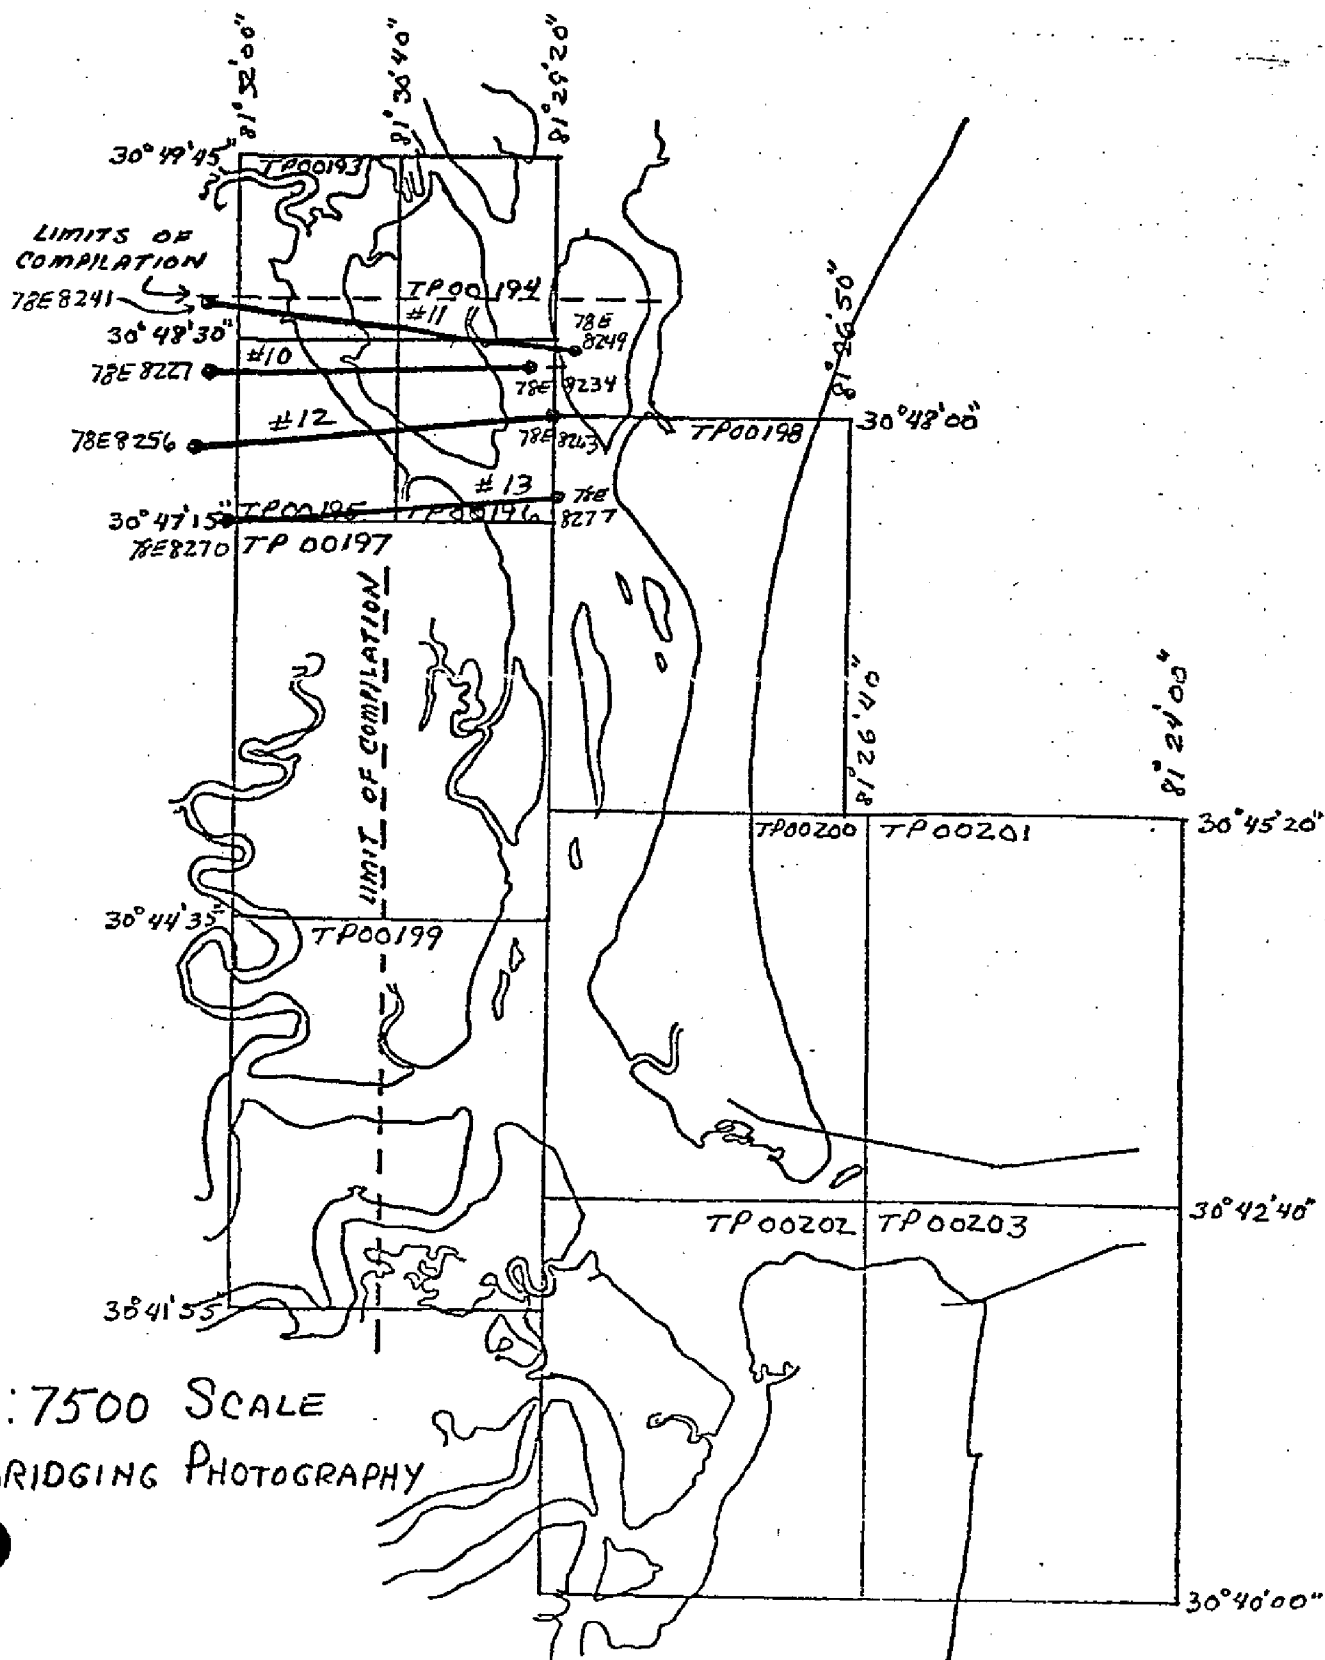 81°32'00"
81°30'40"
81°29'20"
30°49'45"
TP00193
LIMITS OF
COMPILATION
78E8241
TP00194
#11
78E
8249
81°26'50"
30°48'30"
#10
78E8227
78E 8234
#12
78E8256
78E
TP00198
30°48'00"
#13
78E
8277
30°47'15"
TP00195
TP00196
78E8270
TP00197
LIMIT OF COMPILATION
81°26'40"
81°24'00"
TP00200
TP00201
30°45'20"
30°44'35"
TP00199
TP00202
TP00203
30°42'40"
30°41'55"
:7500 SCALE
RIDGING PHOTOGRAPHY
30°40'00"